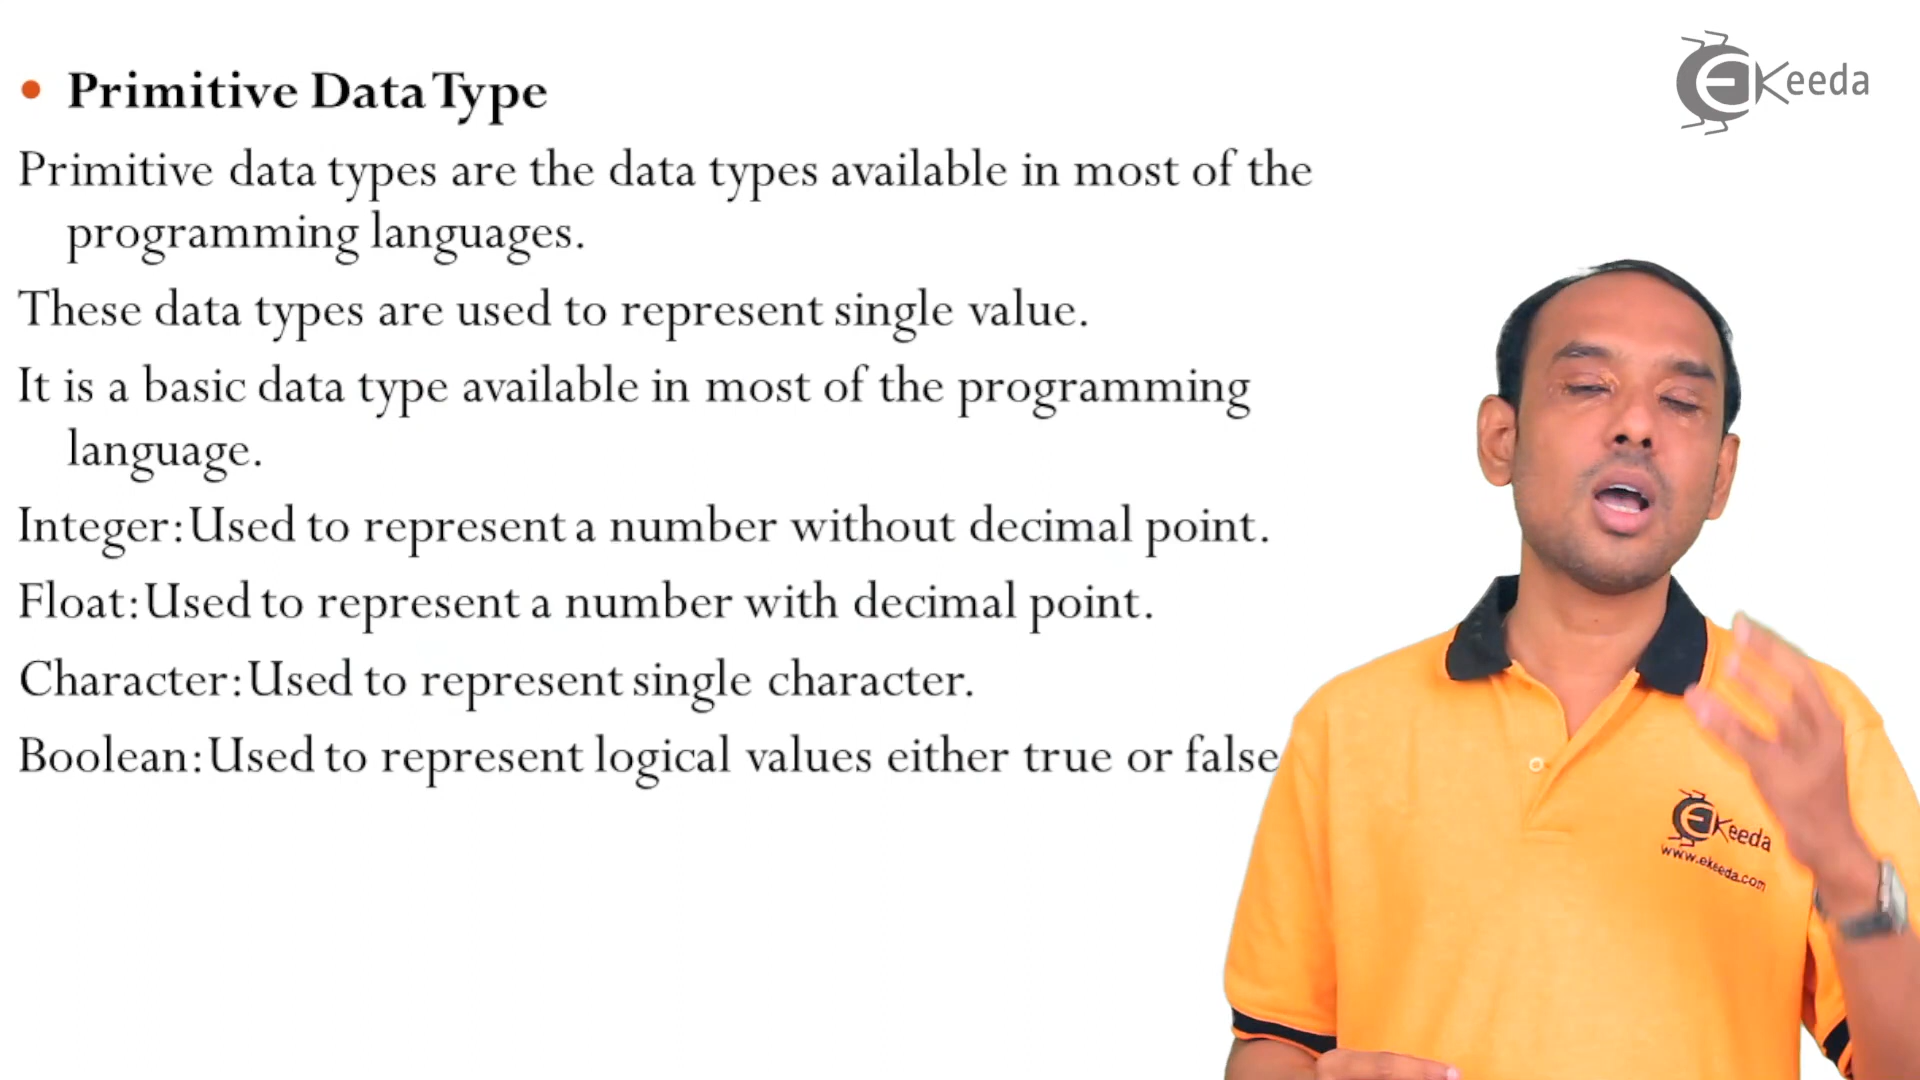 Keeda
• Primitive Data Type
Primitive data types are the data types available in most of the
programming languages.
These data types are used to represent single value.
It is a basic data type available in most of the programming
language.
Integer: Used to represent a number without decimal point.
Float: Used to represent a number with decimal point.
Character: Used to represent single character.
Boolean: Used to represent logical values either true or false
Keeda
www.ekeeda.com